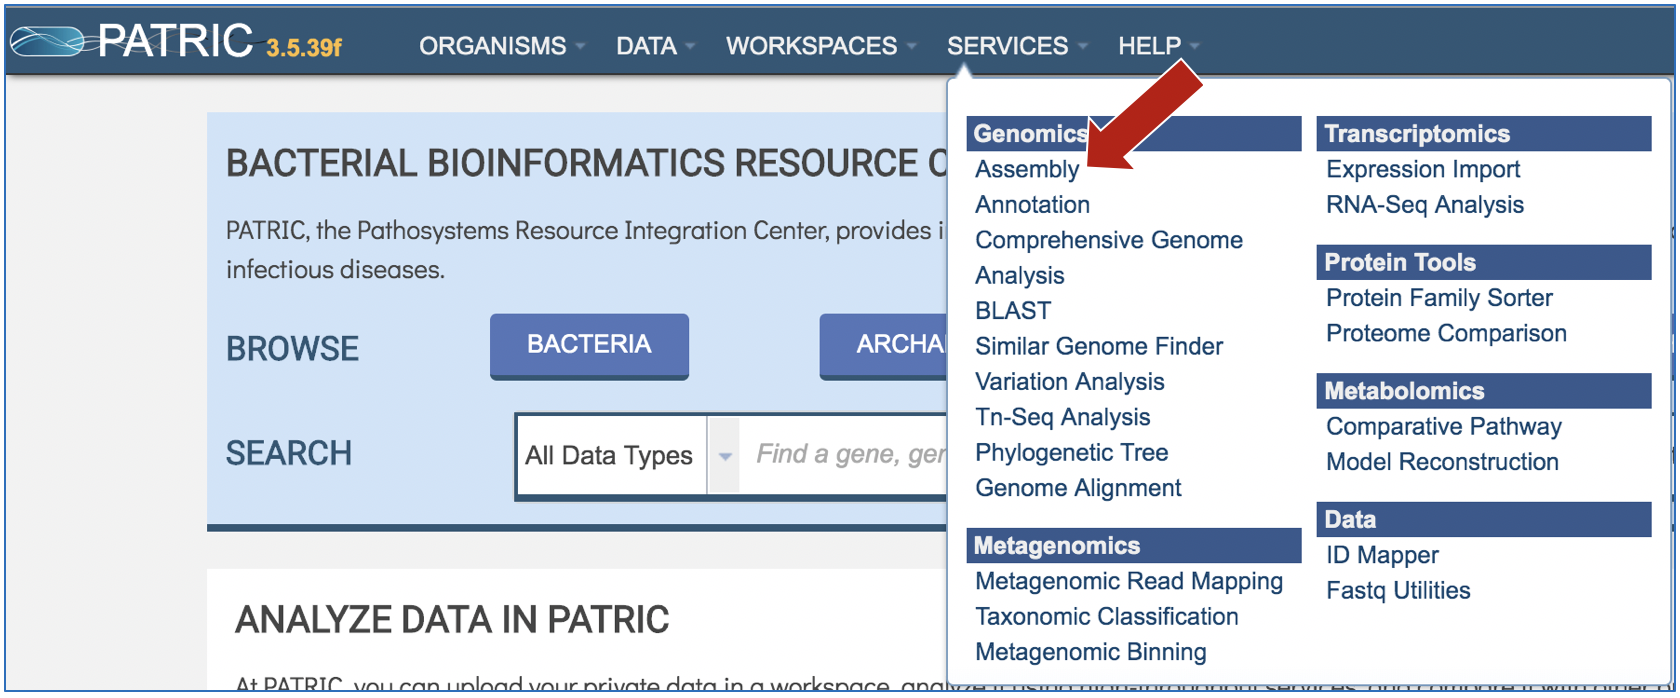 PATRIC 3.5.39f
ORGANISMS DATA WORKSPACES SERVICES HELP
BACTERIAL BIOINFORMATICS RESOURCE
PATRIC, the Pathosystems Resource Integration Center, provides
infectious diseases.
BROWSE BACTERIA ARCHA
SEARCH All Data Types Find a gene, ger
ANALYZE DATA IN PATRIC
At PATRIC, you can upload your private data in a workspace,
Genomics
Assembly
Annotation
Comprehensive Genome
Analysis
BLAST
Similar Genome Finder
Variation Analysis
Tn-Seq Analysis
Phylogenetic Tree
Genome Alignment
Metagenomics
Metagenomic Read Mapping
Taxonomic Classification
Metagenomic Binning
Transcriptomics
Expression Import
RNA-Seq Analysis
Protein Tools
Protein Family Sorter
Proteome Comparison
Metabolomics
Comparative Pathway
Model Reconstruction
Data
ID Mapper
Fastq Utilities